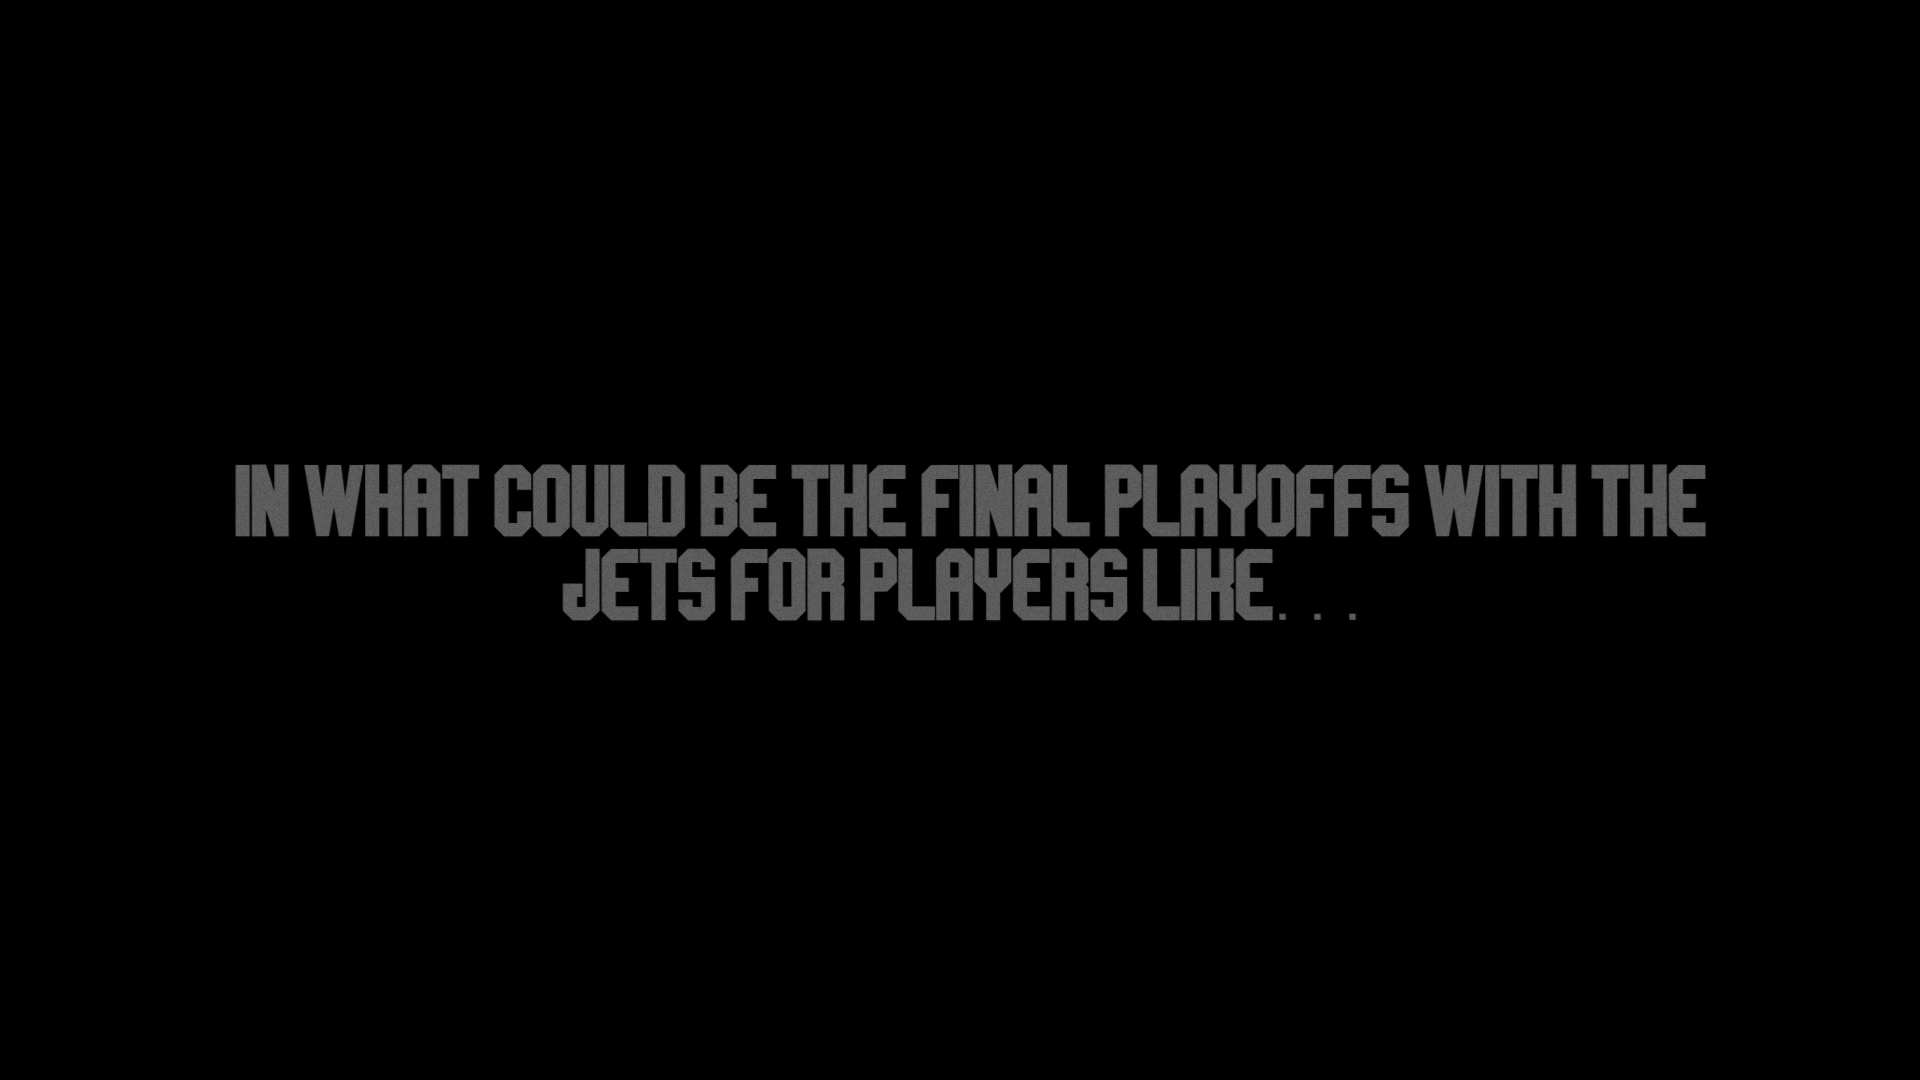 IN WHAT COULD BE THE FINAL PLAYOFFS WITH THE
JETS FOR PLAYERS LIKE...